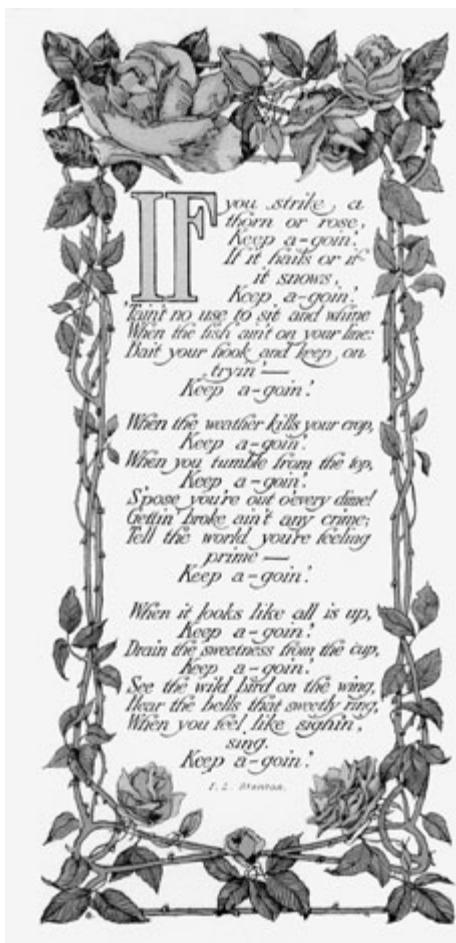 IF you strike a
thorn or rose,
Keep a-goin'!
If it hails or if
it snows,
Keep a-goin'!
'Taint no use to sit and whine
When the fish ain't on your line:
Bait your hook and keep on
tryin'—
Keep a-goin'!
When the weather kills your crop,
Keep a-goin'!
When you tumble from the top,
Keep a-goin'!
S'pose you're out o'every dime!
Gettin' broke ain't any crime;
Tell the world you're feeling
prime—
Keep a-goin'!
When it looks like all is up,
Keep a-goin'!
Drain the sweetness from the cup,
Keep a-goin'!
See the wild bird on the wing,
Hear the bells that sweetly ring,
When you feel like sighin',
sing.
Keep a-goin'!
F. L. Stanton.